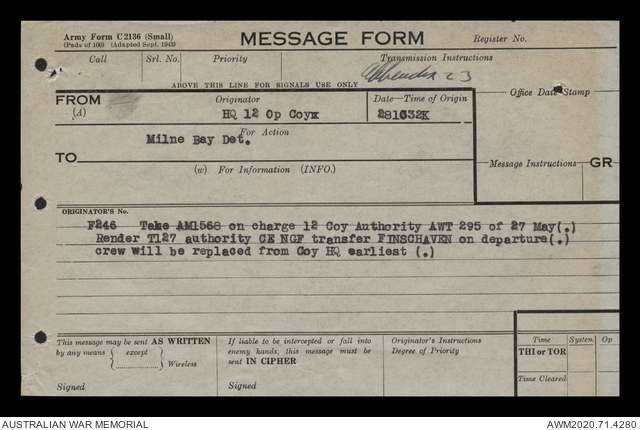 Army Form C2136 (Small)
(Pads of 100) (Adapted Sept. 1943)
MESSAGE FORM
Register No.
Call
Srl. No.
Priority
Transmission Instructions
23
ABOVE THIS LINE FOR SIGNALS USE ONLY
FROM
(A)
Originator
HQ 12 Op Coy
Date—Time of Origin
281632K
Office Date Stamp
For Action
Milne Bay Det.
TO
(w) For Information (INFO.)
Message Instructions
GR
ORIGINATOR'S No.
F246 Take AM1568 on charge 12 Coy Authority AWT 295 of 27 May(.)
Render T127 authority CE NGF transfer FINSCHAVEN on departure(.)
crew will be replaced from Coy HQ earliest (.)
This message may be sent AS WRITTEN
by any means { except }
{ .................... } Wireless
Signed
If liable to be intercepted or fall into
enemy hands, this message must be
sent IN CIPHER
Signed
Originator's Instructions
Degree of Priority
Time
System
Op
THI or TOR
Time Cleared
AUSTRALIAN WAR MEMORIAL
AWM2020.71.4280